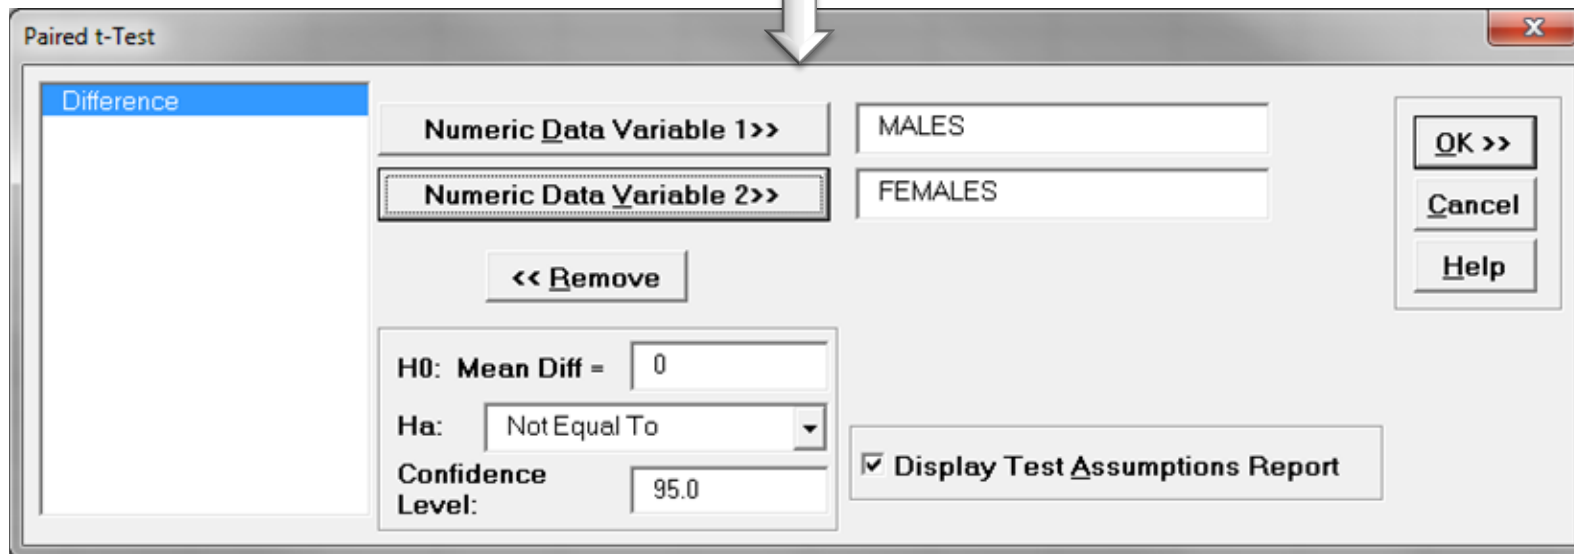 Paired t-Test
x
Difference
Numeric Data Variable 1>>
MALES
Numeric Data Variable 2>>
FEMALES
<< Remove
OK >>
Cancel
Help
H0: Mean Diff = 0
Ha: Not Equal To
Confidence
Level: 95.0
Display Test Assumptions Report